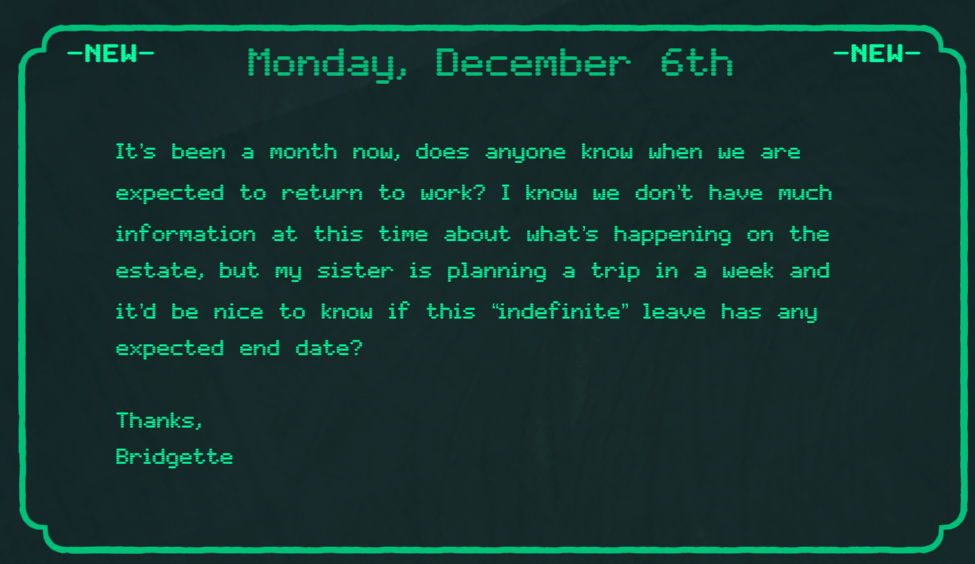 -NEW- Monday, December 6th -NEW-
It's been a month now, does anyone know when we are
expected to return to work? I know we don't have much
information at this time about what's happening on the
estate, but my sister is planning a trip in a week and
it'd be nice to know if this “indefinite” leave has any
expected end date?
Thanks,
Bridgette